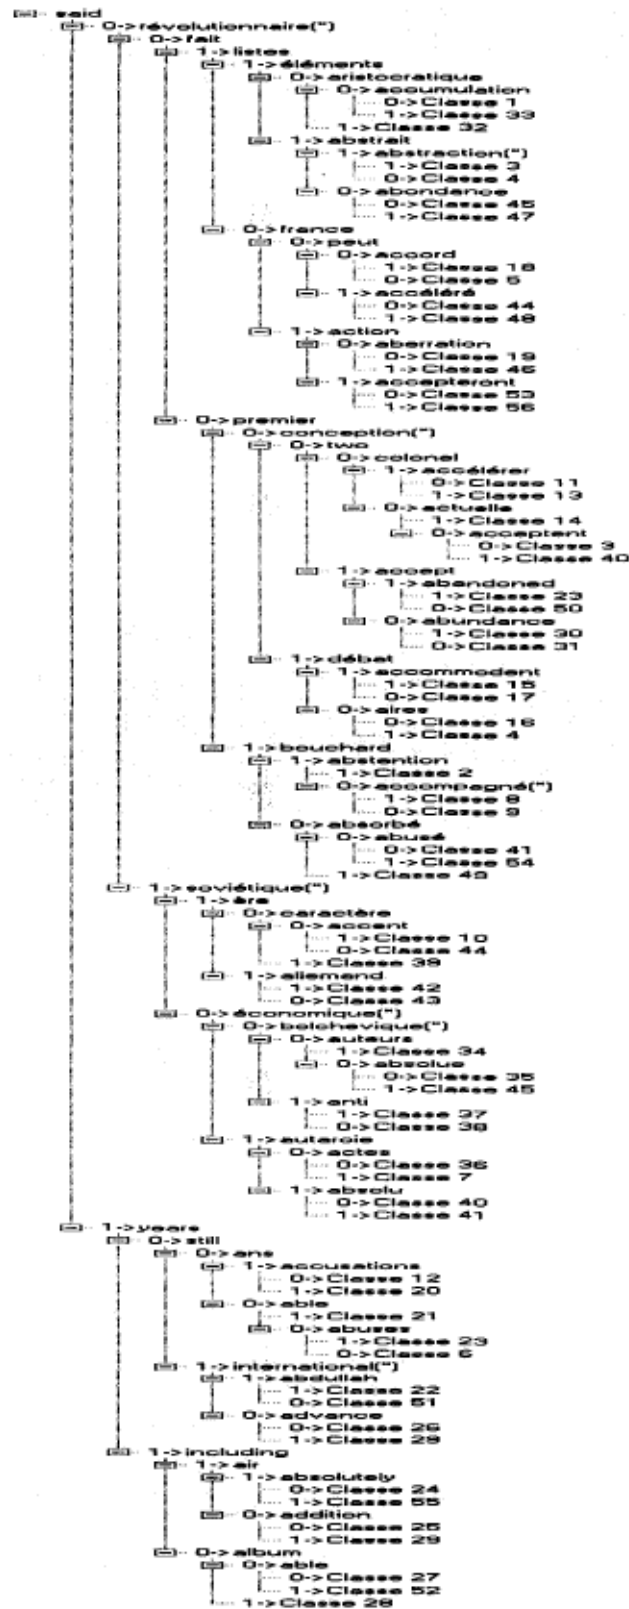 said
0->révolutionnaire(*)
0->fait
1->listes
1->éléments
0->aristocratique
0->accumulation
0->Classe 1
1->Classe 33
1->Classe 32
1->abstrait
1->abstraction(*)
1->Classe 3
0->Classe 4
0->abondance
0->Classe 45
1->Classe 47
0->france
0->peut
0->accord
1->Classe 18
0->Classe 5
1->accéléré
0->Classe 44
1->Classe 48
1->action
0->aberration
0->Classe 19
1->Classe 46
1->accepteront
0->Classe 53
1->Classe 56
0->premier
0->conception(*)
0->two
0->colonel
1->accélérer
0->Classe 11
1->Classe 13
0->actuelle
1->Classe 14
0->acceptent
0->Classe 3
1->Classe 40
1->accept
1->abandoned
1->Classe 23
0->Classe 50
0->abundance
1->Classe 30
0->Classe 31
1->débat
1->accommodent
1->Classe 15
0->Classe 17
0->aires
0->Classe 16
1->Classe 4
1->bouchard
1->abstention
1->Classe 2
0->accompagné(*)
1->Classe 8
0->Classe 9
0->absorbé
0->abusé
0->Classe 41
1->Classe 54
1->Classe 49
1->soviétique(*)
1->ère
0->caractère
0->accent
1->Classe 10
0->Classe 44
1->Classe 39
1->allemand
1->Classe 42
0->Classe 43
0->économique(*)
0->bolchevique(*)
0->auteurs
1->Classe 34
0->absolue
0->Classe 35
1->Classe 45
1->anti
1->Classe 37
0->Classe 38
1->autarcie
0->actes
0->Classe 36
1->Classe 7
1->absolu
0->Classe 40
1->Classe 41
1->years
0->still
0->ans
1->accusations
0->Classe 12
1->Classe 20
0->able
1->Classe 21
0->abuses
1->Classe 23
0->Classe 6
1->international(*)
1->abdullah
1->Classe 22
0->Classe 51
0->advance
0->Classe 26
1->Classe 29
1->including
1->air
1->absolutely
0->Classe 24
1->Classe 55
0->addition
0->Classe 25
1->Classe 29
0->album
0->able
0->Classe 27
1->Classe 52
1->Classe 28